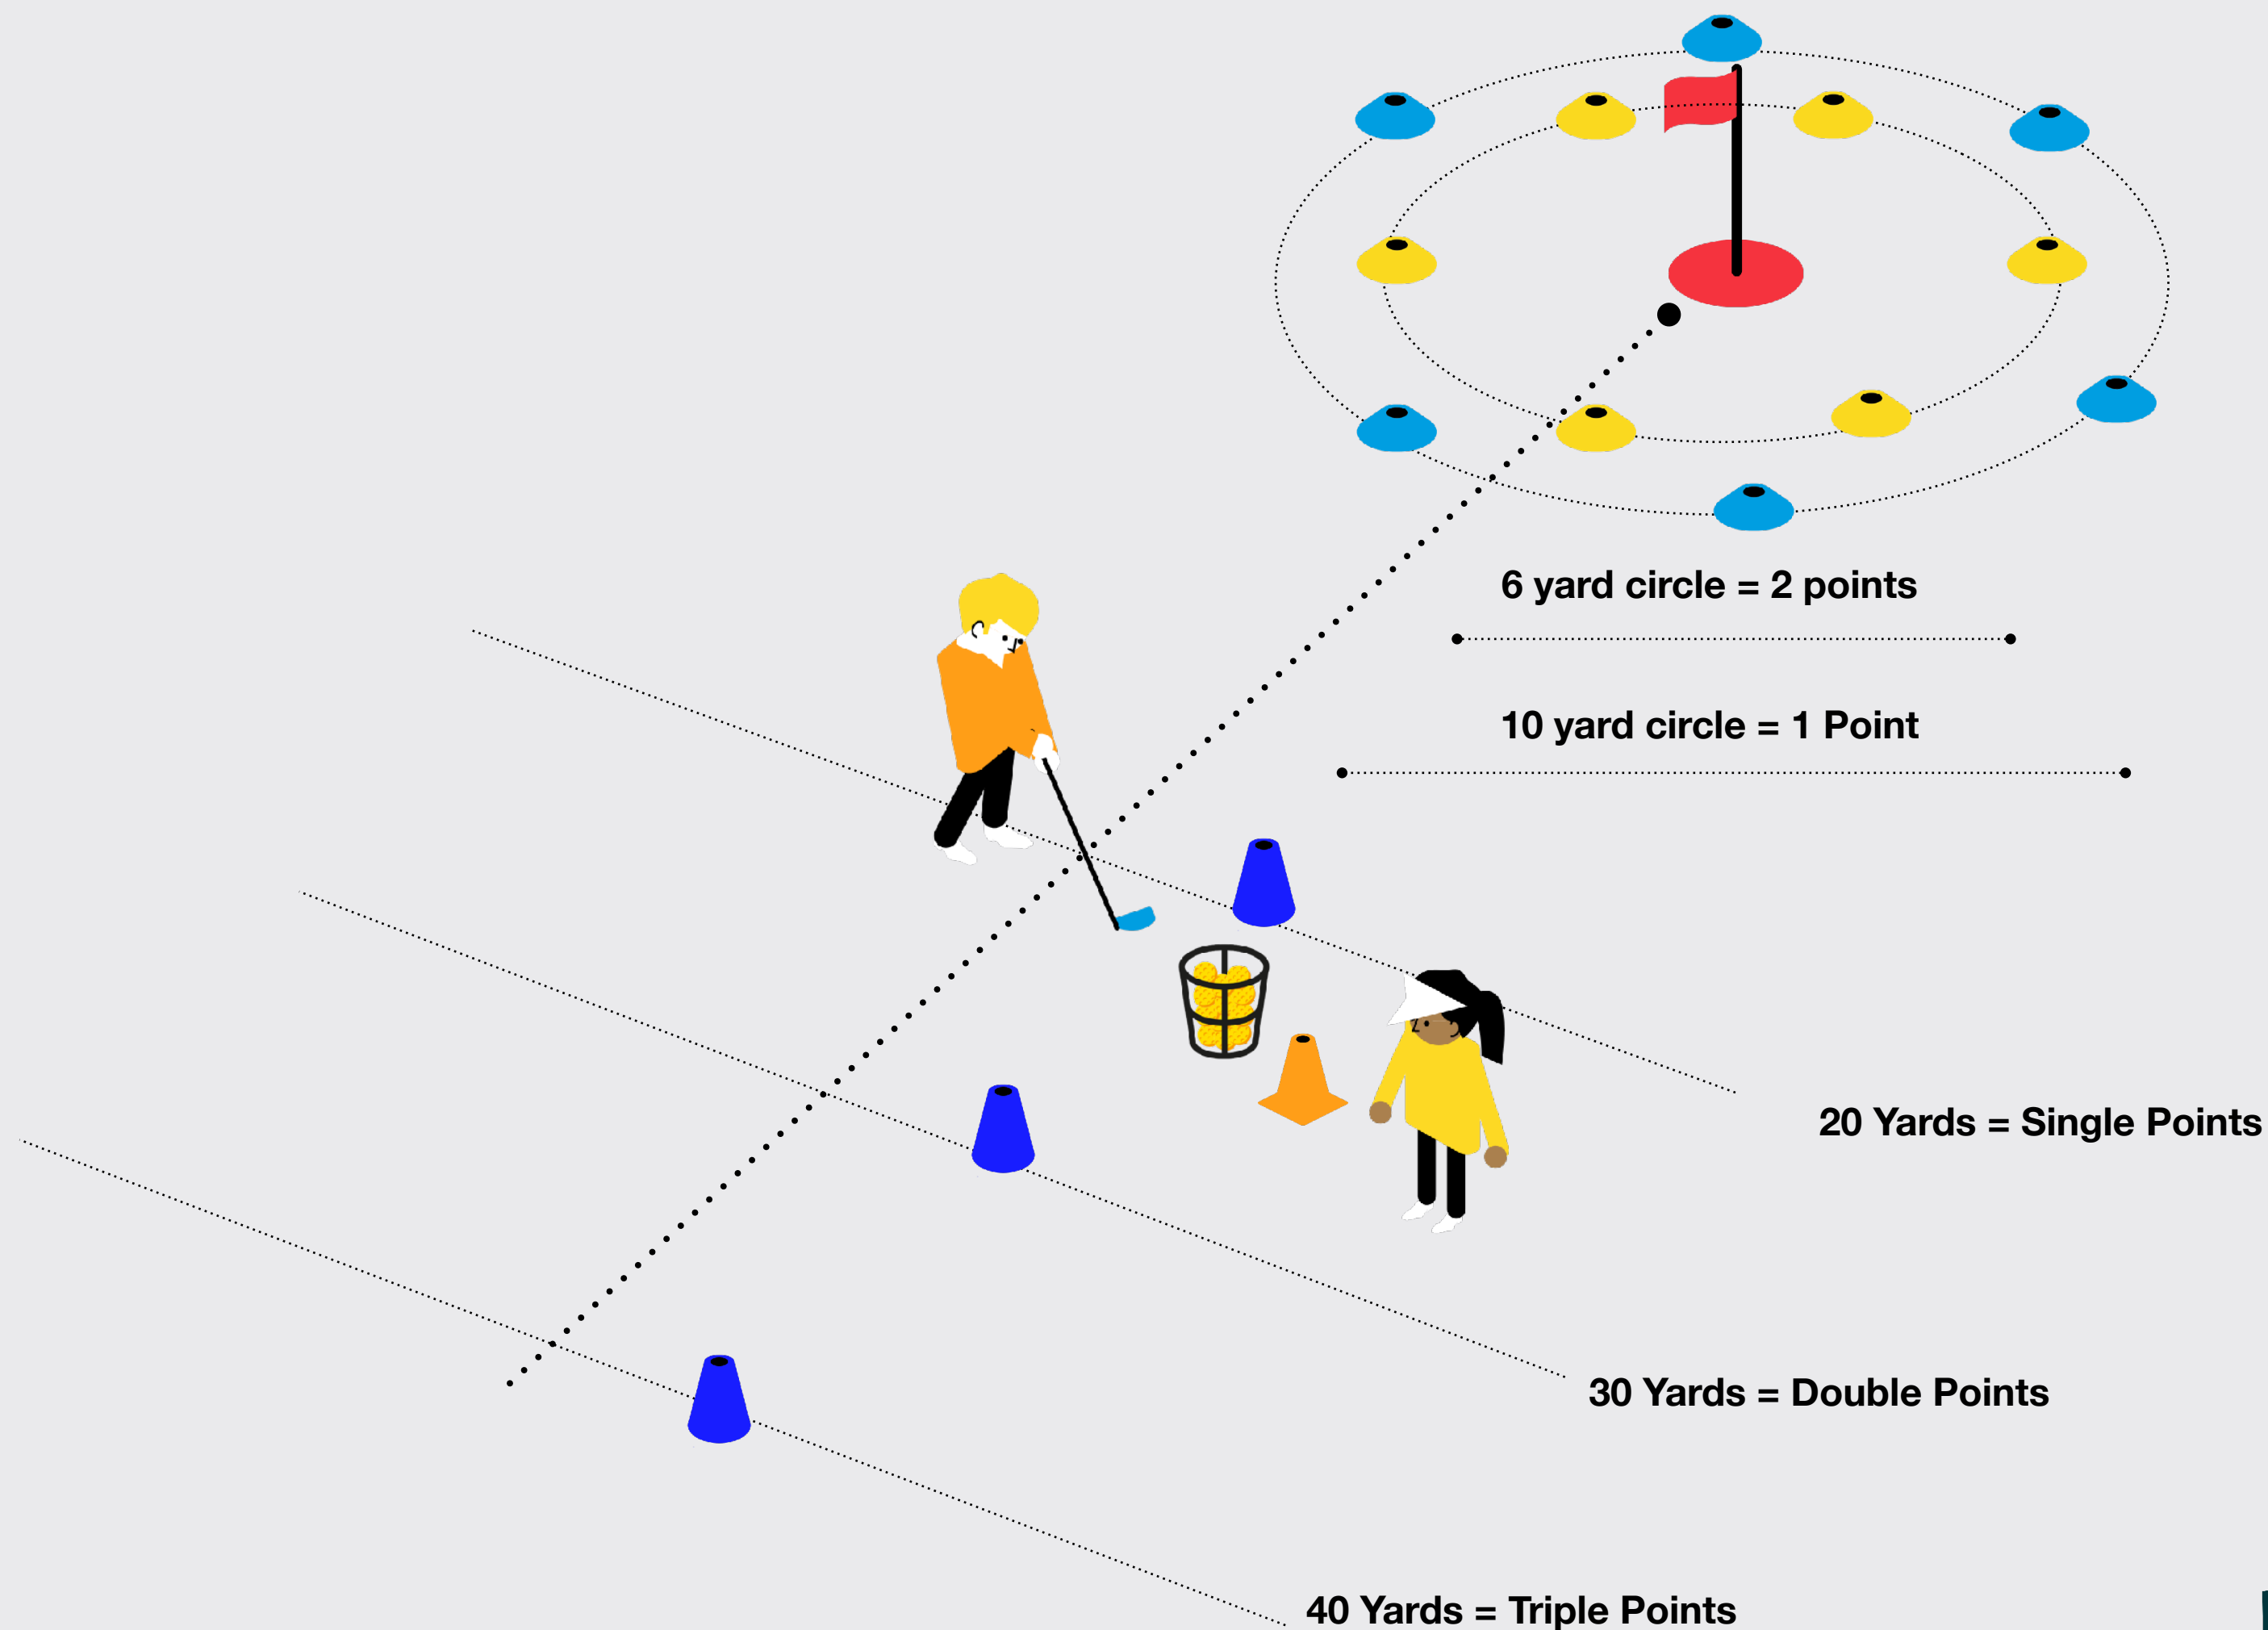 6 yard circle = 2 points
10 yard circle = 1 Point
20 Yards = Single Points
30 Yards = Double Points
40 Yards = Triple Points